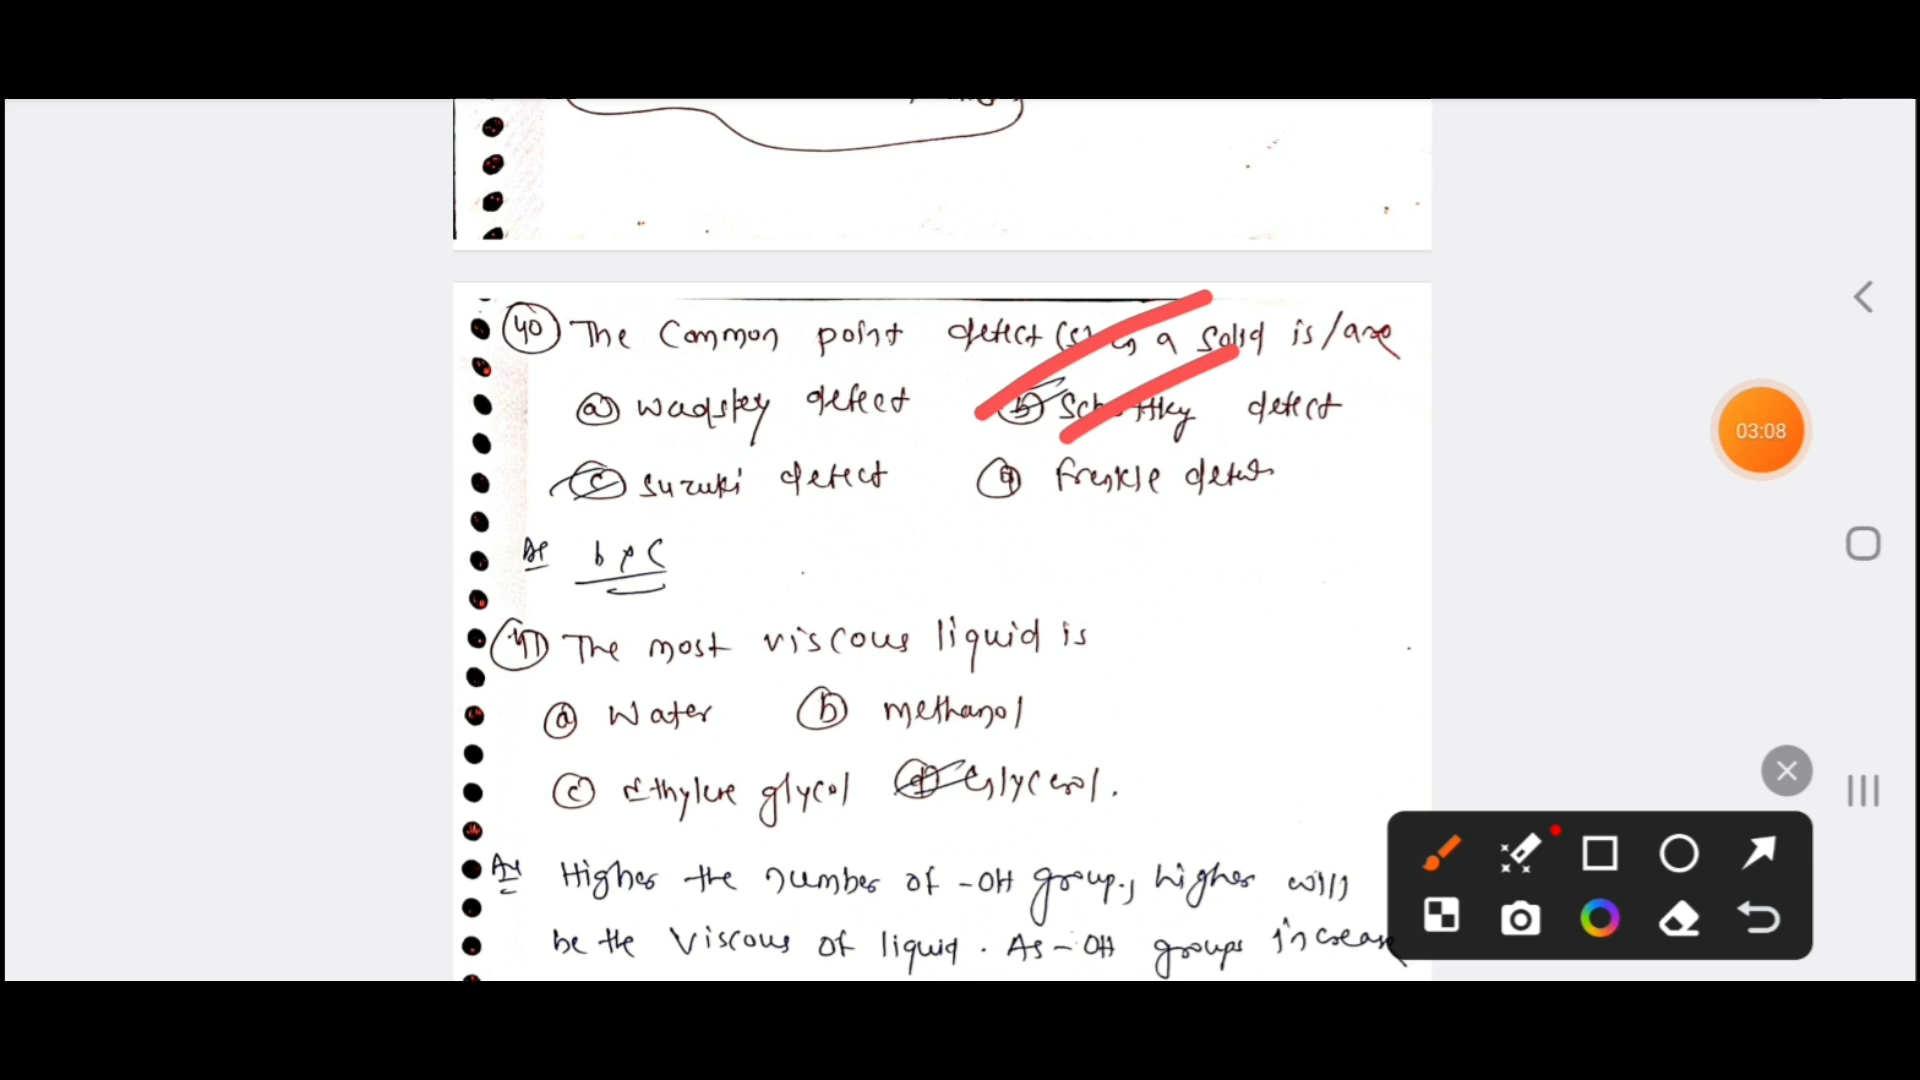 40 The Common point defect (s) in a solid is/are
a wadsley defect b Schottky defect
c suzuki defect d frenkle defect
b & C
41 The most viscous liquid is
a Water b methanol
c Ethylene glycol d Glycerol.
Ans Higher the number of -OH group, higher will
be the Viscous of liquid. As -OH groups increase
03:08